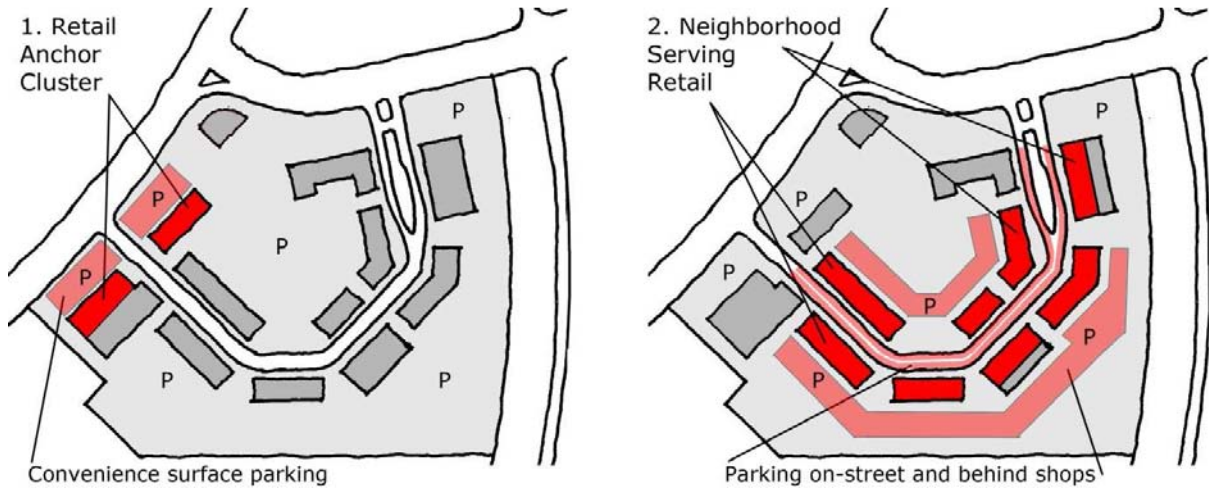 1. Retail
Anchor
Cluster
P
P
P
P
P
P
Convenience surface parking
2. Neighborhood
Serving
Retail
P
P
P
P
P
P
Parking on-street and behind shops